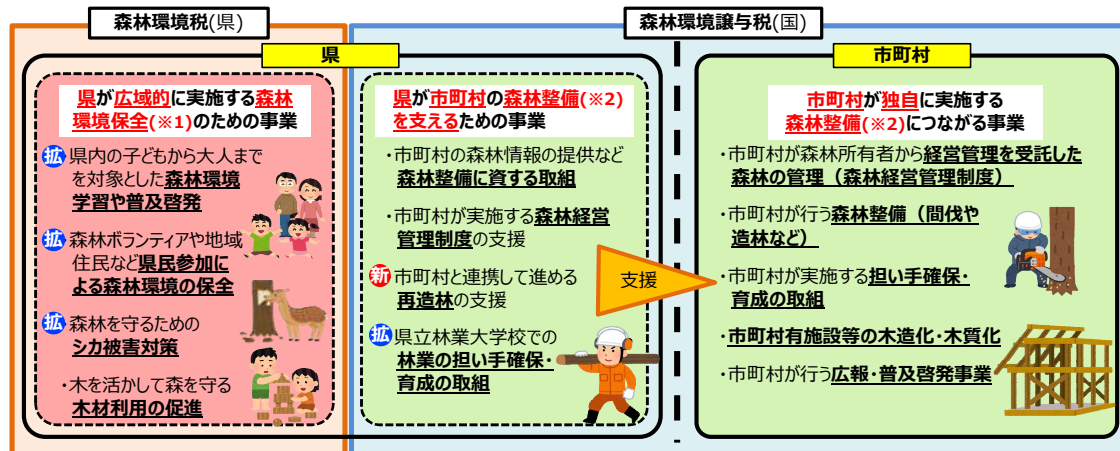 森林環境税(県)
森林環境譲与税(国)
県
市町村
県が広域的に実施する森林
環境保全(※1)のための事業
拡 県内の子どもから大人まで
を対象とした森林環境
学習や普及啓発
拡 森林ボランティアや地域
住民など県民参加に
よる森林環境の保全
拡 森林を守るための
シカ被害対策
・木を活かして森を守る
木材利用の促進
県が市町村の森林整備(※2)
を支えるための事業
・市町村の森林情報の提供など
森林整備に資する取組
・市町村が実施する森林経営
管理制度の支援
新 市町村と連携して進める
再造林の支援
拡 県立林業大学校での
林業の担い手確保・
育成の取組
支援
市町村が独自に実施する
森林整備(※2)につながる事業
・市町村が森林所有者から経営管理を受託した
森林の管理（森林経営管理制度）
・市町村が行う森林整備（間伐や
造林など）
・市町村が実施する担い手確保・
育成の取組
・市町村有施設等の木造化・木質化
・市町村が行う広報・普及啓発事業